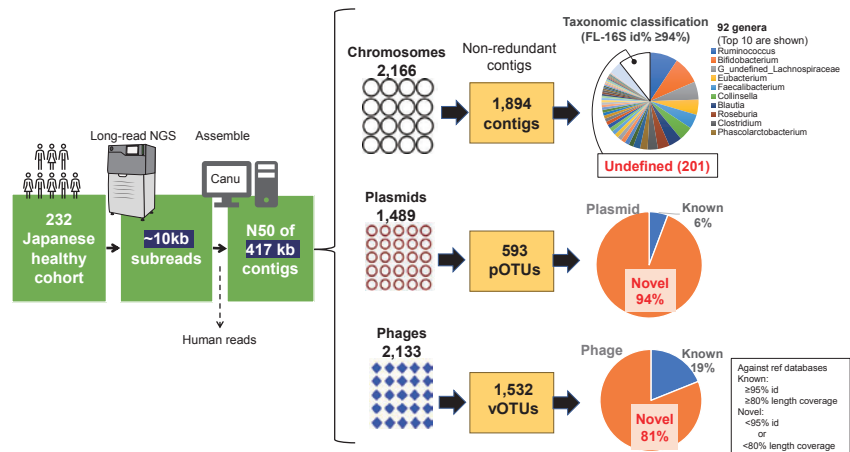 Long-read NGS
Assemble
Canu
232
Japanese
healthy
cohort
~10kb
subreads
N50 of
417 kb
contigs
Human reads
Chromosomes
2,166
Non-redundant
contigs
1,894
contigs
Taxonomic classification
(FL-16S id% ≥94%)
Undefined (201)
92 genera
(Top 10 are shown)
Ruminococcus
Bifidobacterium
G_undefined_Lachnospiraceae
Eubacterium
Faecalibacterium
Collinsella
Blautia
Roseburia
Clostridium
Phascolarctobacterium
Plasmids
1,489
593
pOTUs
Plasmid
Known
6%
Novel
94%
Phages
2,133
1,532
vOTUs
Phage
Known
19%
Novel
81%
Against ref databases
Known:
≥95% id
≥80% length coverage
Novel:
<95% id
or
<80% length coverage